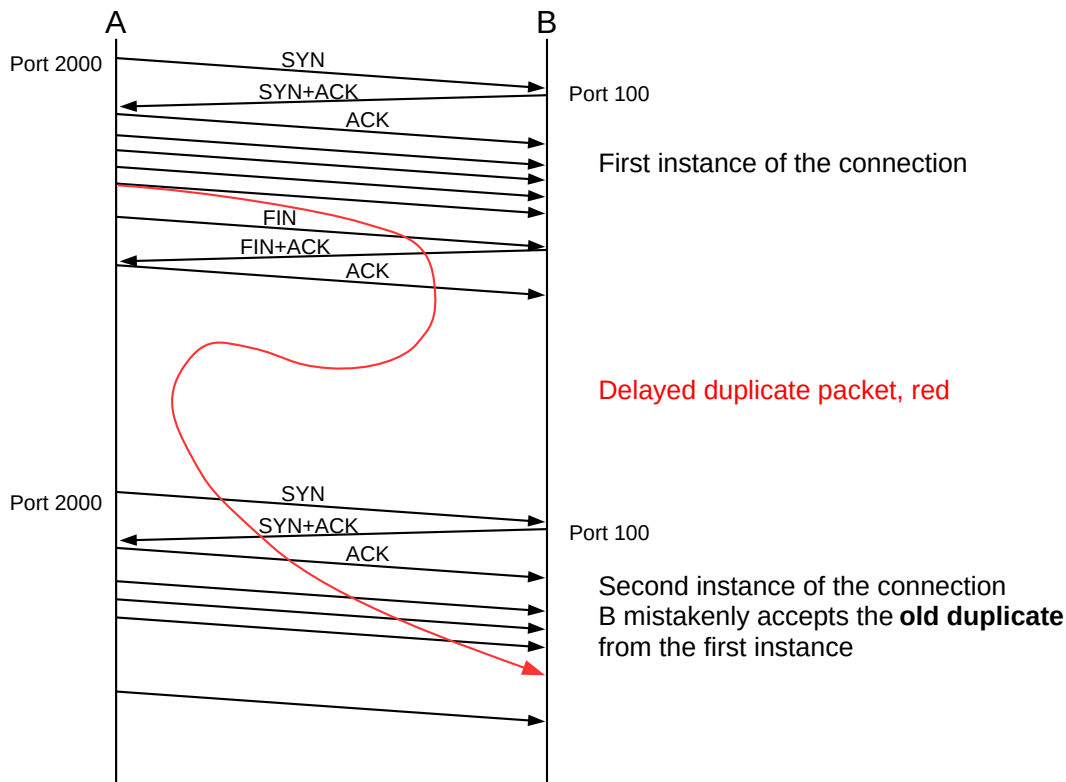 A
B
Port 2000
SYN
SYN+ACK
Port 100
ACK
First instance of the connection
FIN
FIN+ACK
ACK
Delayed duplicate packet, red
Port 2000
SYN
SYN+ACK
Port 100
ACK
Second instance of the connection
B mistakenly accepts the old duplicate
from the first instance